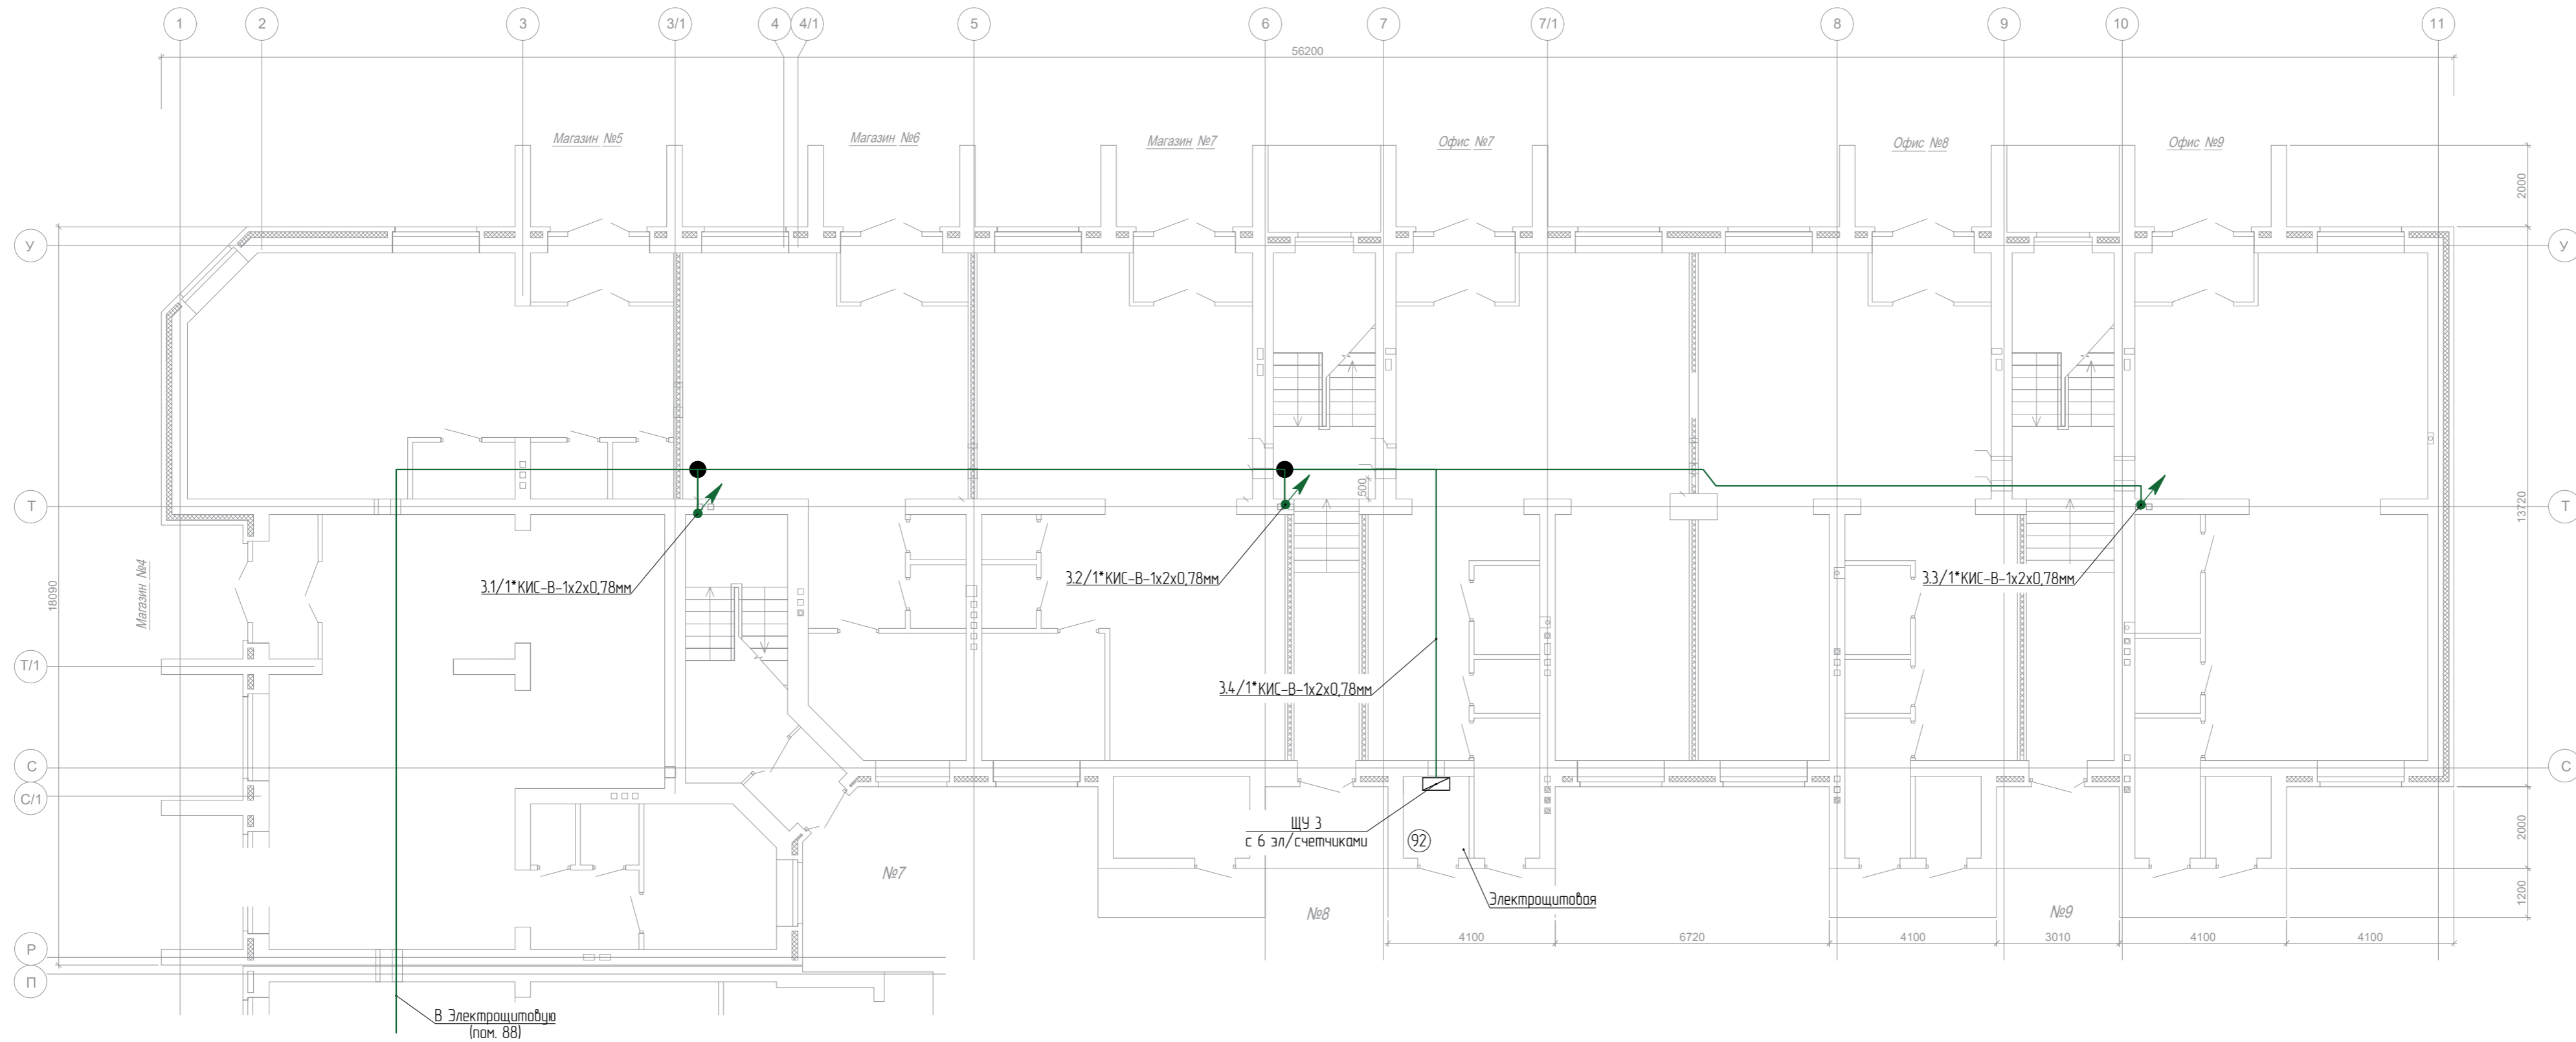 1
2
3
3/1
4
4/1
5
6
7
7/1
8
9
10
11
56200
Магазин №5
Магазин №6
Магазин №7
Офис №7
Офис №8
Офис №9
2000
У
У
500
Т
Т
13720
Магазин №4
18090
3.1/1*КИС-В-1х2х0,78мм
3.2/1*КИС-В-1х2х0,78мм
3.3/1*КИС-В-1х2х0,78мм
Т/1
3.4/1*КИС-В-1х2х0,78мм
С
С
С/1
ЩУ 3
с 6 эл/счетчиками
92
2000
№7
Электрощитовая
1200
№8
№9
4100
6720
4100
3010
4100
4100
Р
П
В Электрощитовую
(пом. 88)